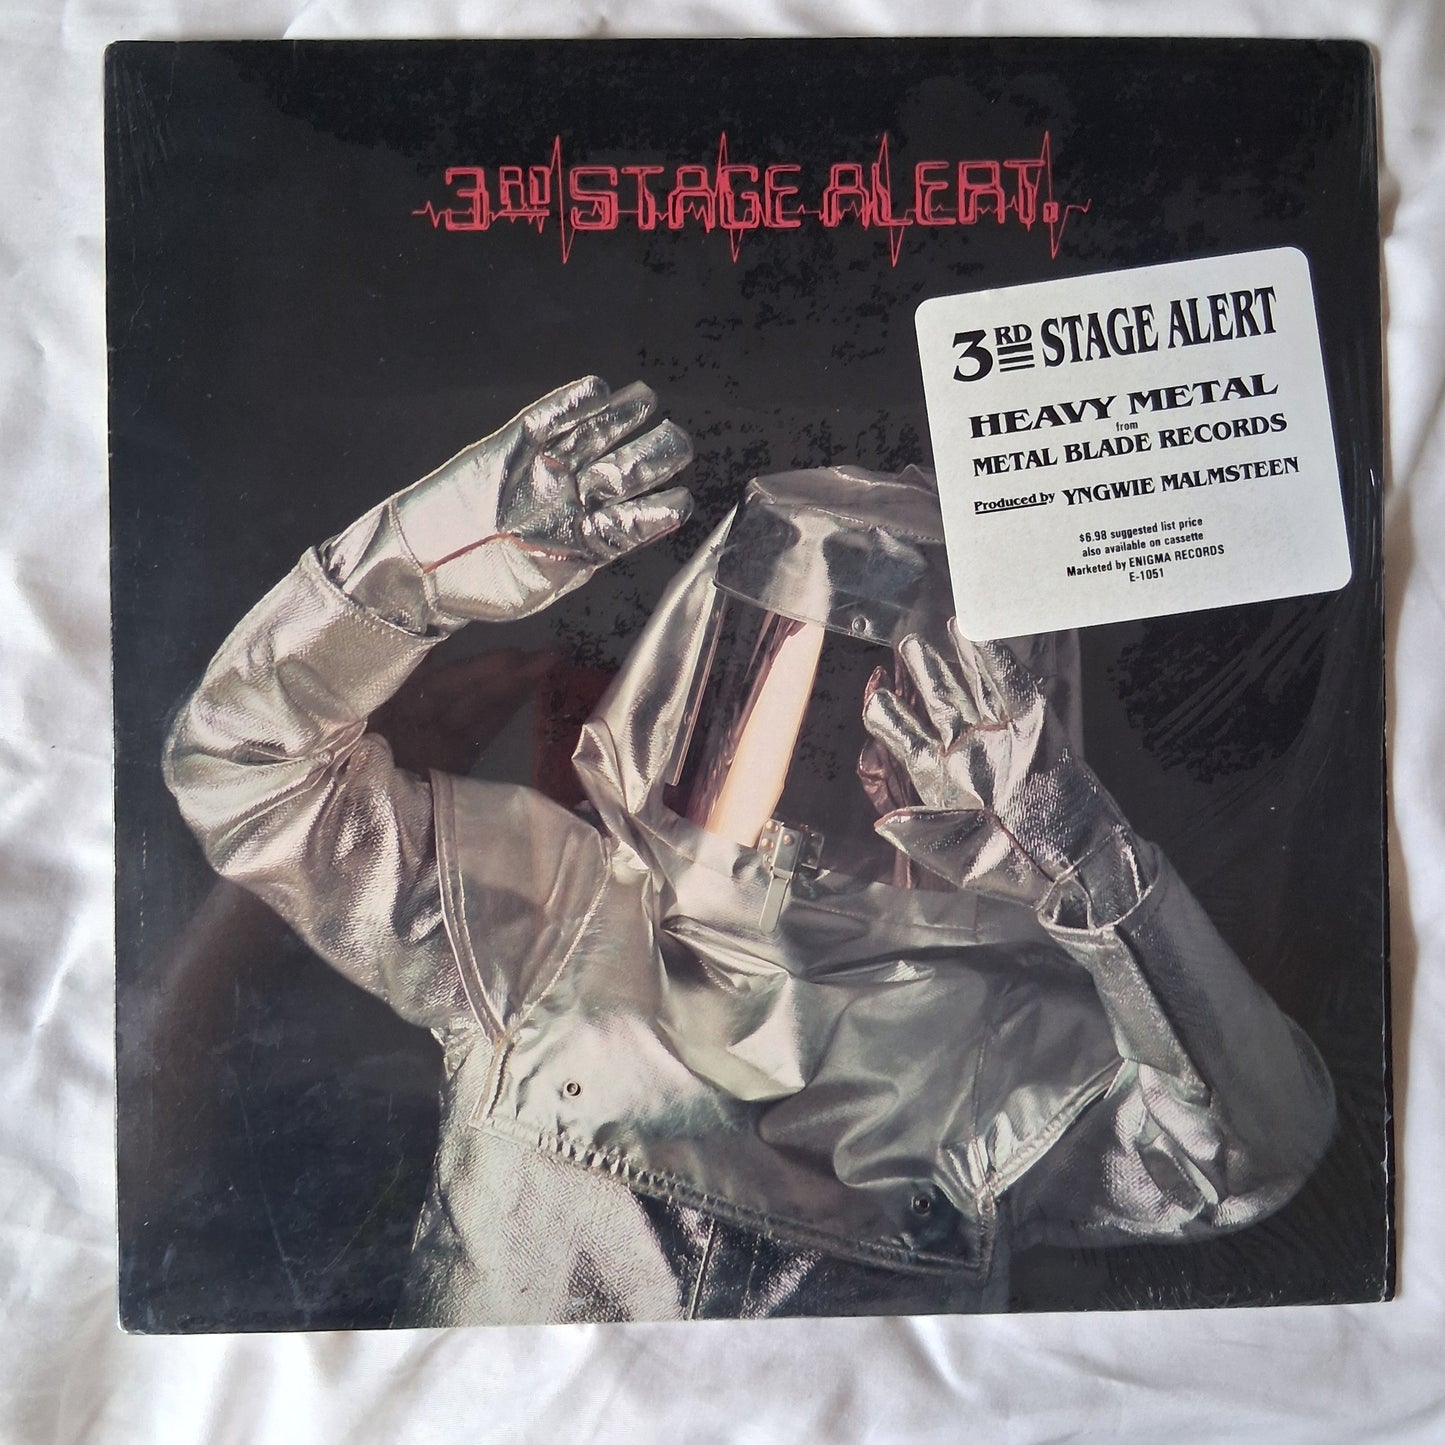 3RD STAGE ALERT.
3RD STAGE ALERT
HEAVY METAL
from
METAL BLADE RECORDS
Produced by YNGWIE MALMSTEEN
$6.98 suggested list price
also available on cassette
Marketed by ENIGMA RECORDS
E-1051